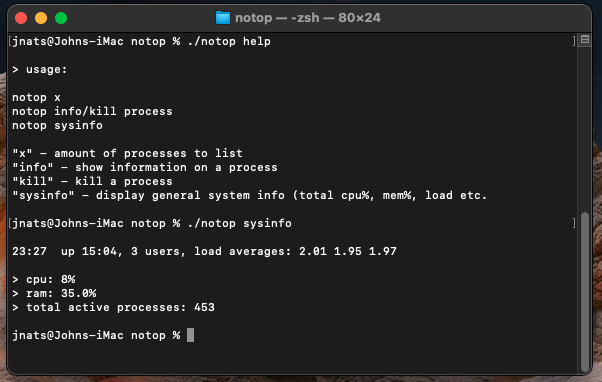 notop — -zsh — 80×24
[jnats@Johns-iMac notop % ./notop help ]
> usage:
notop x
notop info/kill process
notop sysinfo
"x" – amount of processes to list
"info" – show information on a process
"kill" – kill a process
"sysinfo" – display general system info (total cpu%, mem%, load etc.
[jnats@Johns-iMac notop % ./notop sysinfo ]
23:27  up 15:04, 3 users, load averages: 2.01 1.95 1.97
> cpu: 8%
> ram: 35.0%
> total active processes: 453
jnats@Johns-iMac notop %